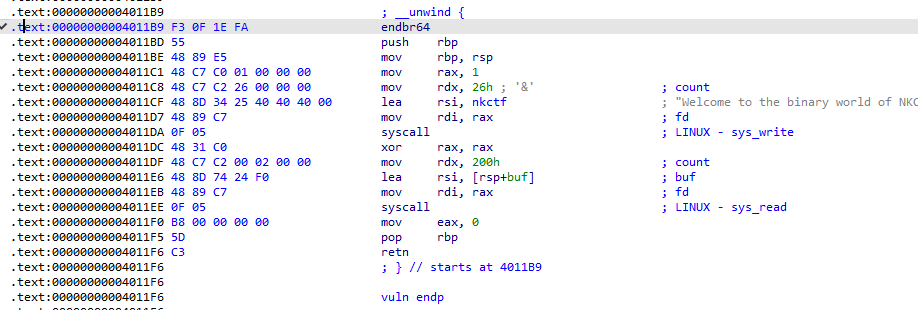 .text:00000000004011B9 ; __unwind {
.text:00000000004011B9 F3 0F 1E FA endbr64
.text:00000000004011BD 55 push rbp
.text:00000000004011BE 48 89 E5 mov rbp, rsp
.text:00000000004011C1 48 C7 C0 01 00 00 00 mov rax, 1
.text:00000000004011C8 48 C7 C2 26 00 00 00 mov rdx, 26h ; '&' ; count
.text:00000000004011CF 48 8D 34 25 40 40 40 00 lea rsi, nkctf ; "Welcome to the binary world of NKC
.text:00000000004011D7 48 89 C7 mov rdi, rax ; fd
.text:00000000004011DA 0F 05 syscall ; LINUX - sys_write
.text:00000000004011DC 48 31 C0 xor rax, rax
.text:00000000004011DF 48 C7 C2 00 02 00 00 mov rdx, 200h ; count
.text:00000000004011E6 48 8D 74 24 F0 lea rsi, [rsp+buf] ; buf
.text:00000000004011EB 48 89 C7 mov rdi, rax ; fd
.text:00000000004011EE 0F 05 syscall ; LINUX - sys_read
.text:00000000004011F0 B8 00 00 00 00 mov eax, 0
.text:00000000004011F5 5D pop rbp
.text:00000000004011F6 C3 retn
.text:00000000004011F6 ; } // starts at 4011B9
.text:00000000004011F6
.text:00000000004011F6 vuln endp
.text:00000000004011F6